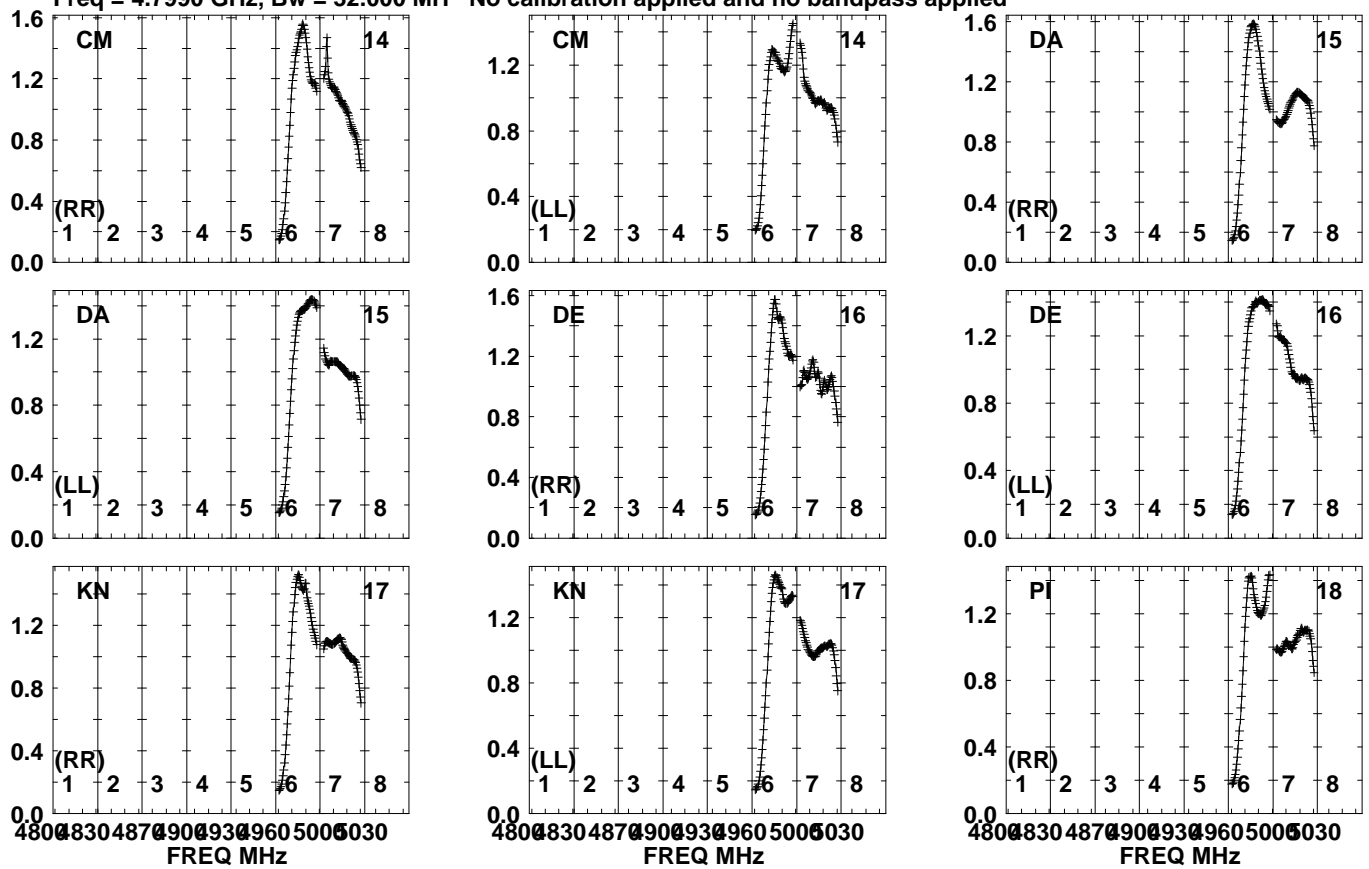 Freq = 4.7990 GHz, Bw = 32.000 MH No calibration applied and no bandpass applied
1.6 CM 14 CM 14 1.6 DA 15
1.2 1.2 1.2
0.8 0.8 0.8
0.4 0.4 0.4
(RR) (LL) (RR)
1 2 3 4 5 6 7 8 1 2 3 4 5 6 7 8 1 2 3 4 5 6 7 8
0.0 0.0 0.0
DA 15 1.6 DE 16 DE 16
1.2 1.2 1.2
0.8 0.8 0.8
0.4 0.4 0.4
(LL) (RR) (LL)
1 2 3 4 5 6 7 8 1 2 3 4 5 6 7 8 1 2 3 4 5 6 7 8
0.0 0.0 0.0
KN 17 KN 17 PI 18
1.2 1.2 1.2
0.8 0.8 0.8
0.4 0.4 0.4
(RR) (LL) (RR)
1 2 3 4 5 6 7 8 1 2 3 4 5 6 7 8 1 2 3 4 5 6 7 8
0.0 0.0 0.0
4800 4830 4870 4900 4930 4960 5000 5030 4800 4830 4870 4900 4930 4960 5000 5030 4800 4830 4870 4900 4930 4960 5000 5030
FREQ MHz FREQ MHz FREQ MHz